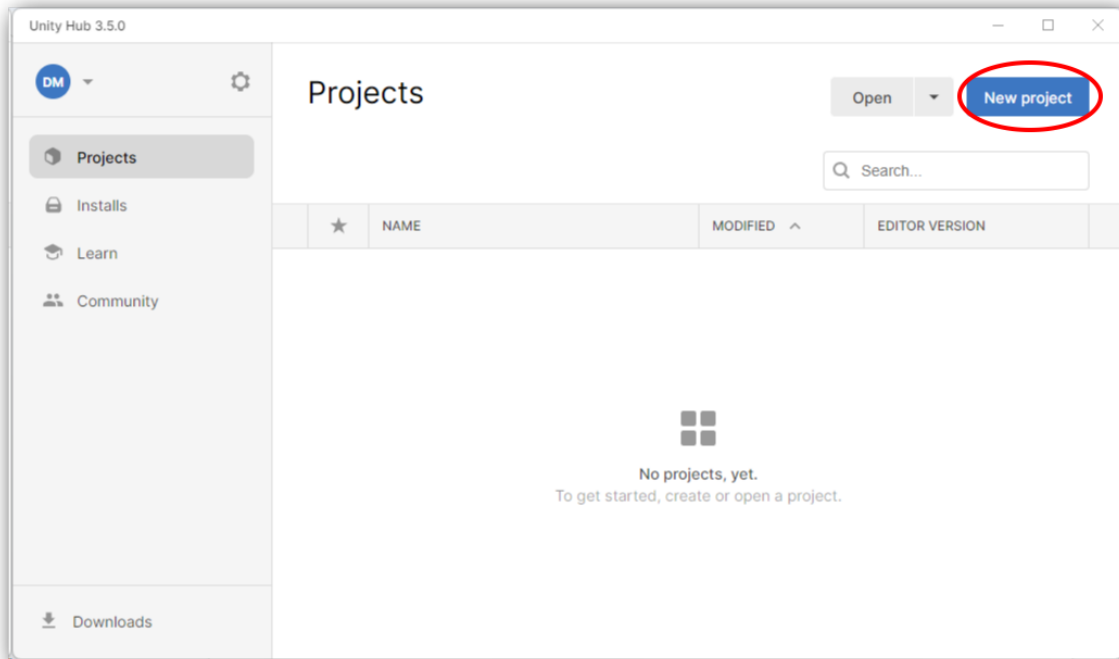 Unity Hub 3.5.0
DM
Projects
Open
New project
Projects
Installs
Learn
Community
Search...
NAME
MODIFIED
EDITOR VERSION
No projects, yet.
To get started, create or open a project.
Downloads